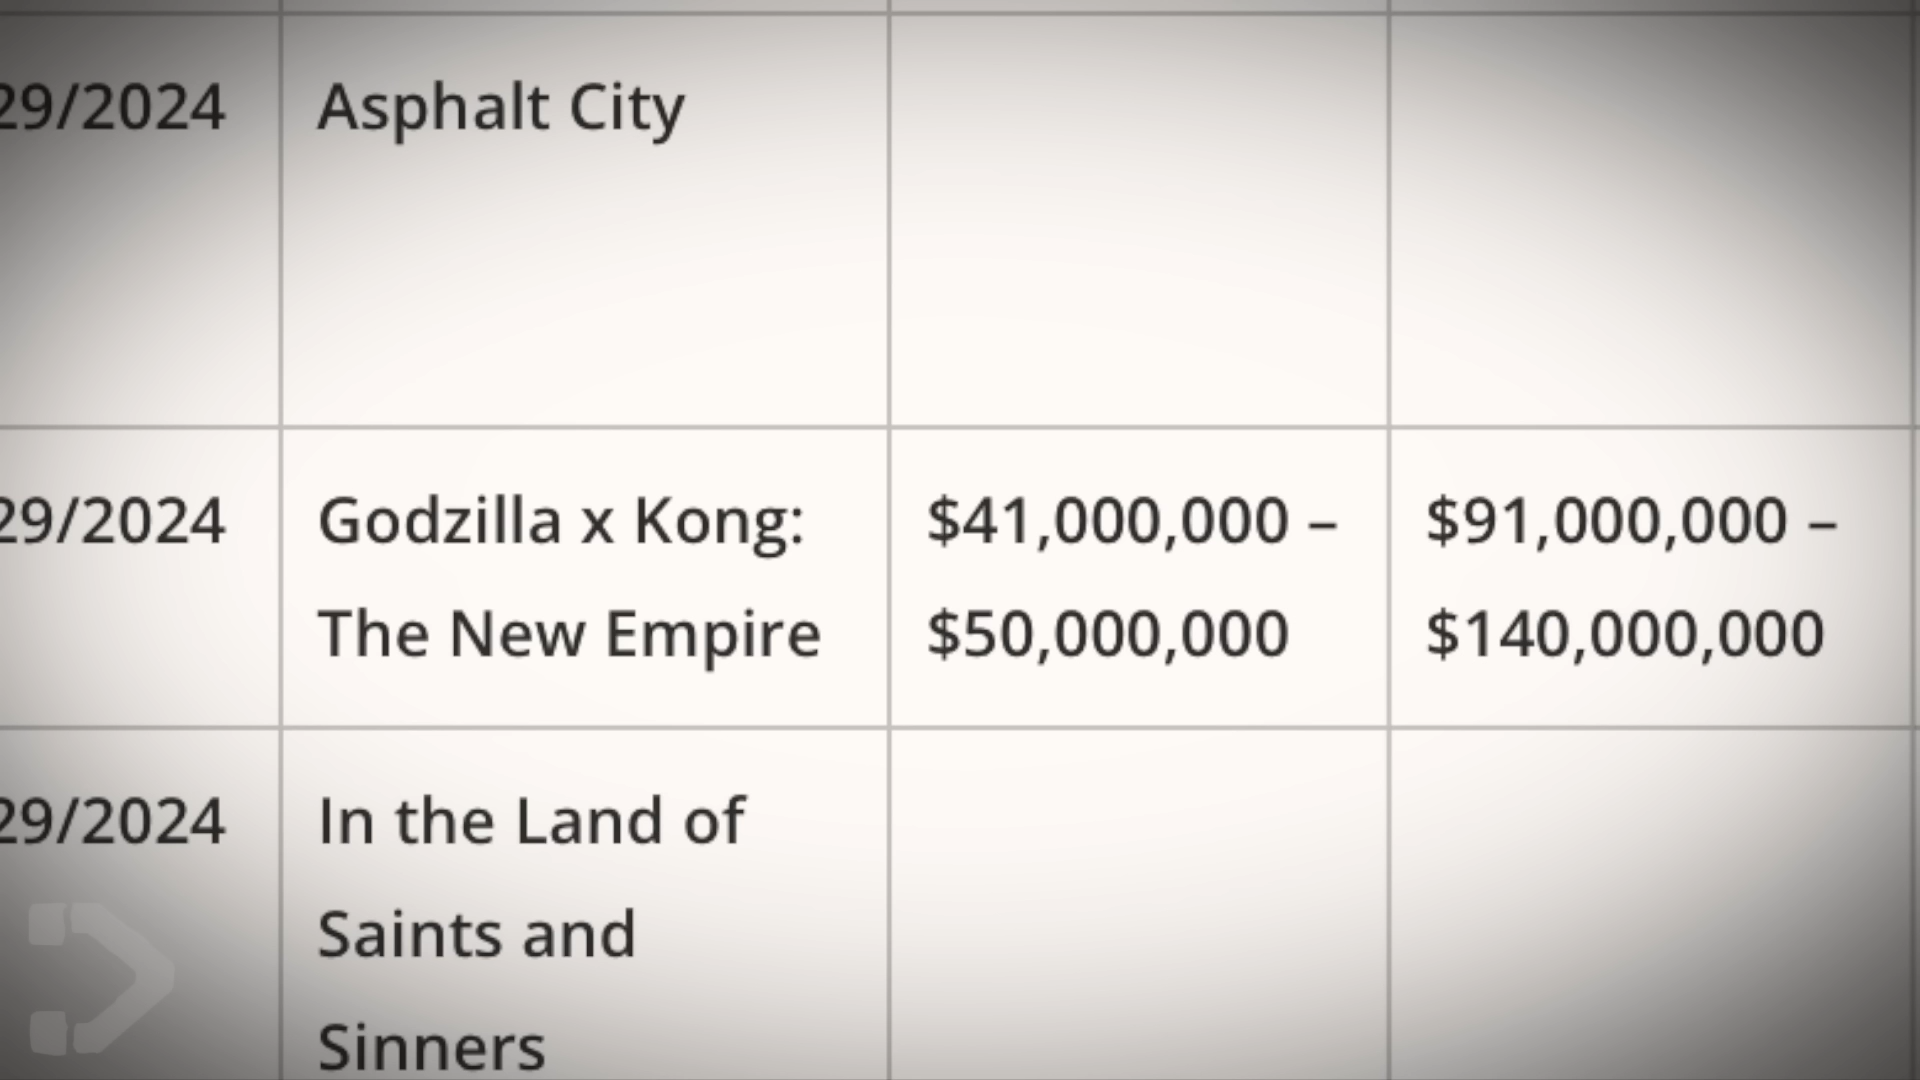 29/2024 Asphalt City
29/2024 Godzilla x Kong: $41,000,000 – $91,000,000 –
The New Empire $50,000,000 $140,000,000
29/2024 In the Land of
Saints and
Sinners